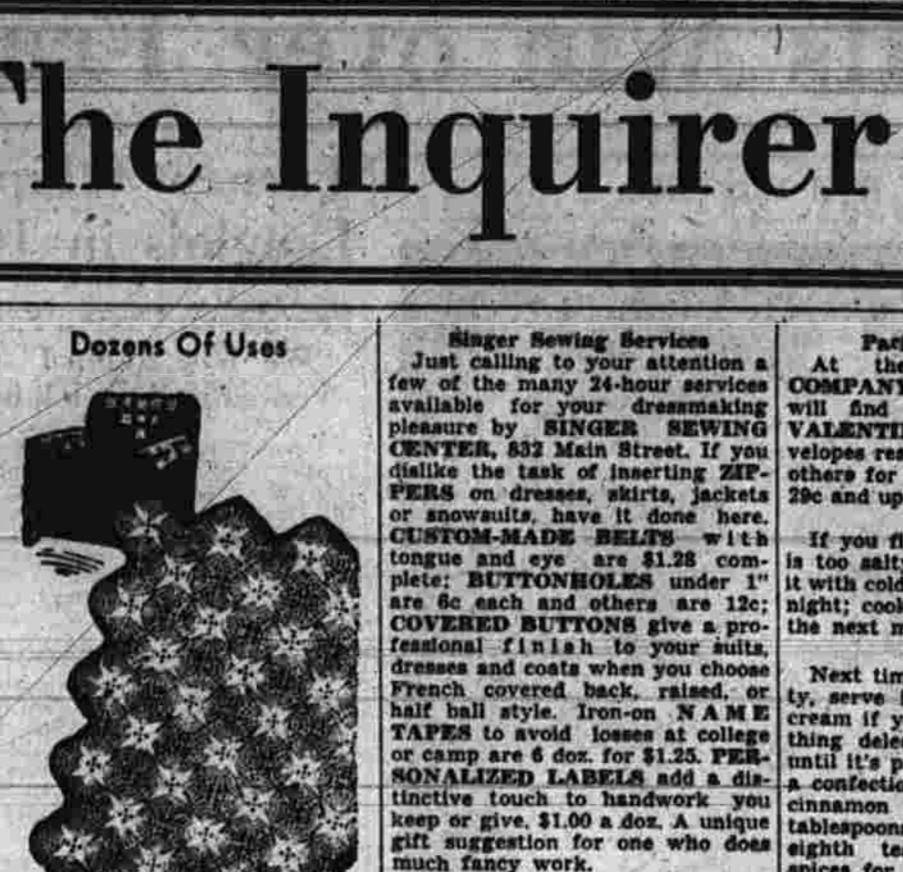 The Inquirer
Dozens Of Uses
Singer Sewing Services
Just calling to your attention a
few of the many 24-hour services
available for your dressmaking
pleasure by SINGER SEWING
CENTER, 832 Main Street. If you
dislike the task of inserting ZIP-
PERS on dresses, skirts, jackets
or snowsuits, have it done here.
CUSTOM-MADE BELTS with
tongue and eye are $1.28 com-
plete; BUTTONHOLES under 1"
are 6c each and others are 12c;
COVERED BUTTONS give a pro-
fessional finish to your suits,
dresses and coats when you choose
French covered back, raised, or
half ball style. Iron-on NAME
TAPES to avoid losses at college
or camp are 6 doz. for $1.25. PER-
SONALIZED LABELS add a dis-
tinctive touch to handwork you
keep or give, $1.00 a doz. A unique
gift suggestion for one who does
much fancy work.
At the
COMPANY
will find
VALENTI
velopes res
others for
29c and up
If you fi
is too salty
it with cold
night; cook
the next m
Next tim
ty, serve
cream if y
thing dele
until it's p
a confectio
cinnamon
tablespoons
eighth te
spices for